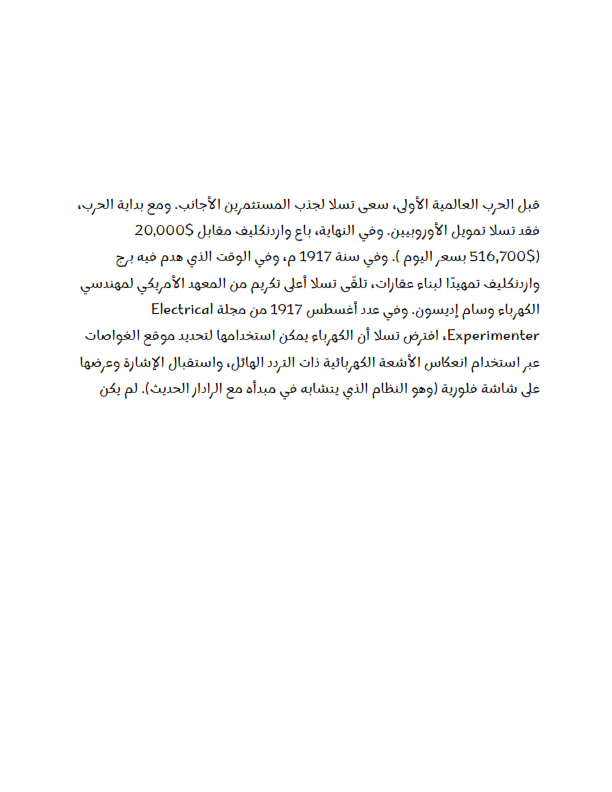 قبل الحرب العالمية الأولى، سعى تسلا لجذب المستثمرين الأجانب. ومع بداية الحرب،
فقد تسلا تمويل الأوروبيين. وفي النهاية، باع واردنكليف مقابل $20,000
($516,700 بسعر اليوم ). وفي سنة 1917 م، وفي الوقت الذي هدم فيه برج
واردنكليف تمهيدًا لبناء عقارات، تلقّى تسلا أعلى تكريم من المعهد الأمريكي لمهندسي
الكهرباء وسام إديسون. وفي عدد أغسطس 1917 من مجلة Electrical
Experimenter، افترض تسلا أن الكهرباء يمكن استخدامها لتحديد موقع الغواصات
عبر استخدام انعكاس الأشعة الكهربائية ذات التردد الهائل، واستقبال الإشارة وعرضها
على شاشة فلورية (وهو النظام الذي يتشابه في مبدأه مع الرادار الحديث). لم يكن